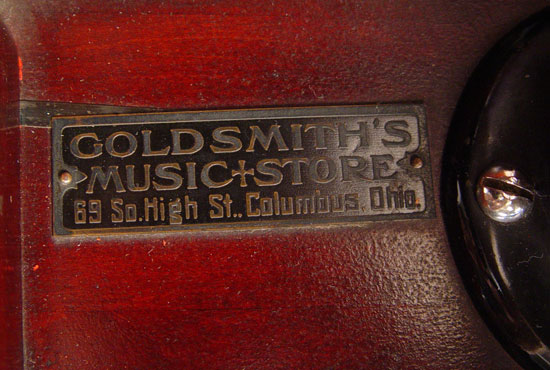 GOLDSMITH'S
MUSIC+STORE
69 So. High St., Columbus, Ohio.